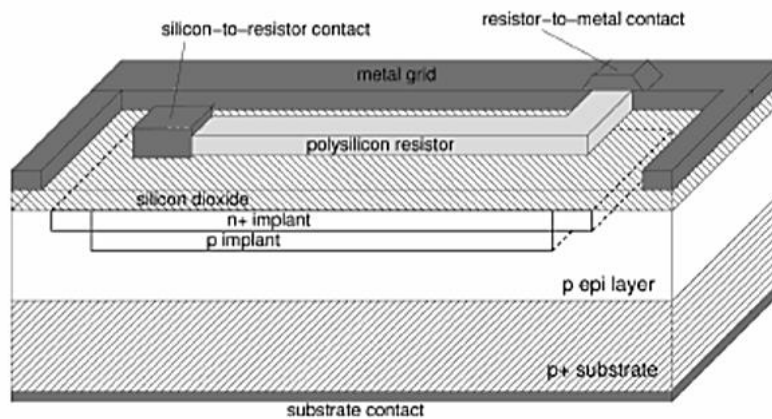 silicon-to-resistor contact
resistor-to-metal contact
metal grid
polysilicon resistor
silicon dioxide
n+ implant
p implant
p epi layer
p+ substrate
substrate contact